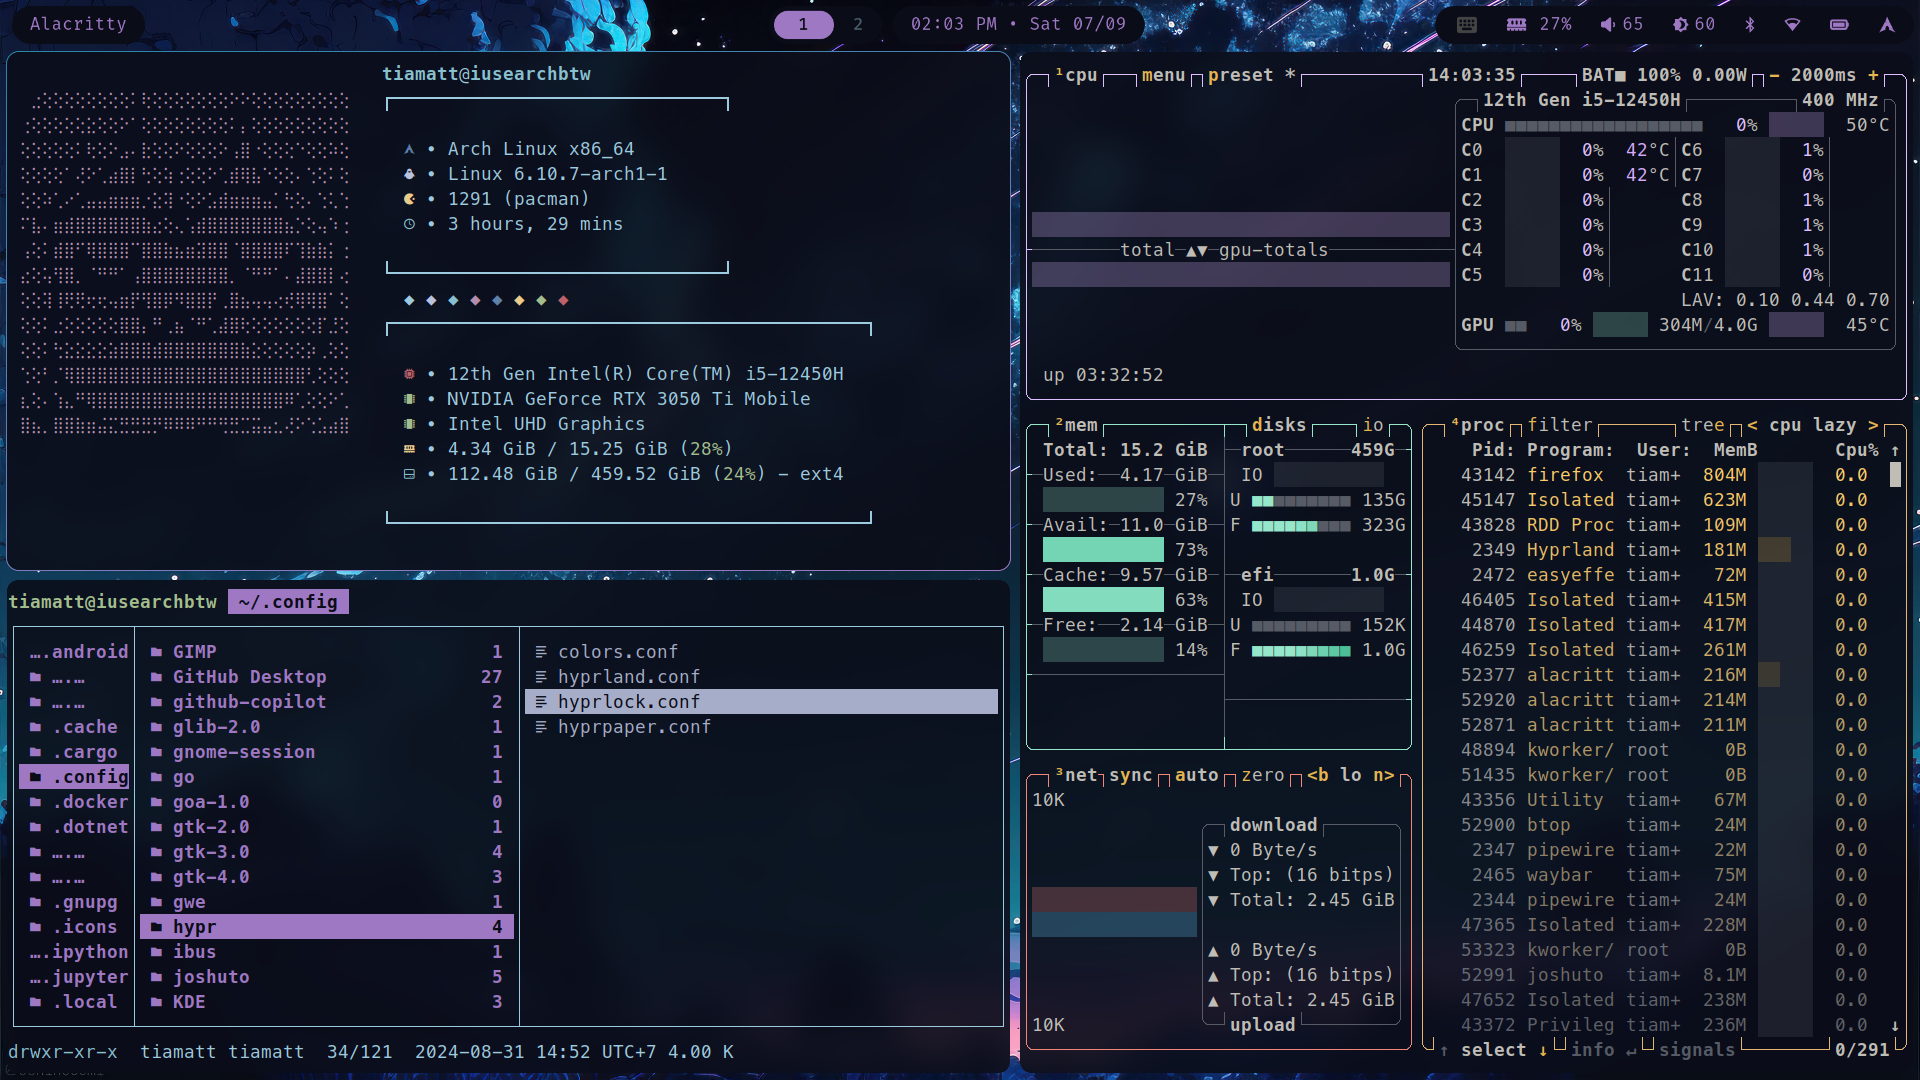 Alacritty
1 2
02:03 PM • Sat 07/09
27% 65 60
tiamatt@iusearchbtw
• Arch Linux x86_64
• Linux 6.10.7-arch1-1
• 1291 (pacman)
• 3 hours, 29 mins
• 12th Gen Intel(R) Core(TM) i5-12450H
• NVIDIA GeForce RTX 3050 Ti Mobile
• Intel UHD Graphics
• 4.34 GiB / 15.25 GiB (28%)
• 112.48 GiB / 459.52 GiB (24%) - ext4
tiamatt@iusearchbtw ~/.config
….android
….…
….…
.cache
.cargo
.config
.docker
.dotnet
….…
….…
.gnupg
.icons
….ipython
….jupyter
.local
GIMP 1
GitHub Desktop 27
github-copilot 2
glib-2.0 1
gnome-session 1
go 1
goa-1.0 0
gtk-2.0 1
gtk-3.0 4
gtk-4.0 3
gwe 1
hypr 4
ibus 1
joshuto 5
KDE 3
colors.conf
hyprland.conf
hyprlock.conf
hyprpaper.conf
drwxr-xr-x tiamatt tiamatt 34/121 2024-08-31 14:52 UTC+7 4.00 K
¹cpu menu preset * 14:03:35 BAT■ 100% 0.00W - 2000ms +
12th Gen i5-12450H 400 MHz
CPU 0% 50°C
C0 0% 42°C C6 1%
C1 0% 42°C C7 0%
C2 0% C8 1%
C3 0% C9 1%
C4 0% C10 1%
C5 0% C11 0%
LAV: 0.10 0.44 0.70
GPU 0% 304M/4.0G 45°C
total ▲▼ gpu-totals
up 03:32:52
²mem
Total: 15.2 GiB
Used: 4.17 GiB
27%
Avail: 11.0 GiB
73%
Cache: 9.57 GiB
63%
Free: 2.14 GiB
14%
disks io
root 459G
IO
U 135G
F 323G
efi 1.0G
IO
U 152K
F 1.0G
³net sync auto zero <b lo n>
10K
download
▼ 0 Byte/s
▼ Top: (16 bitps)
▼ Total: 2.45 GiB
▲ 0 Byte/s
▲ Top: (16 bitps)
▲ Total: 2.45 GiB
10K upload
⁴proc filter tree < cpu lazy >
Pid: Program: User: MemB Cpu% ↑
43142 firefox tiam+ 804M 0.0
45147 Isolated tiam+ 623M 0.0
43828 RDD Proc tiam+ 109M 0.0
2349 Hyprland tiam+ 181M 0.0
2472 easyeffe tiam+ 72M 0.0
46405 Isolated tiam+ 415M 0.0
44870 Isolated tiam+ 417M 0.0
46259 Isolated tiam+ 261M 0.0
52377 alacritt tiam+ 216M 0.0
52920 alacritt tiam+ 214M 0.0
52871 alacritt tiam+ 211M 0.0
48894 kworker/ root 0B 0.0
51435 kworker/ root 0B 0.0
43356 Utility tiam+ 67M 0.0
52900 btop tiam+ 24M 0.0
2347 pipewire tiam+ 22M 0.0
2465 waybar tiam+ 75M 0.0
2344 pipewire tiam+ 24M 0.0
47365 Isolated tiam+ 228M 0.0
53323 kworker/ root 0B 0.0
52991 joshuto tiam+ 8.1M 0.0
47652 Isolated tiam+ 238M 0.0
43372 Privileg tiam+ 236M 0.0 ↓
↑ select ↓ info ↵ signals 0/291